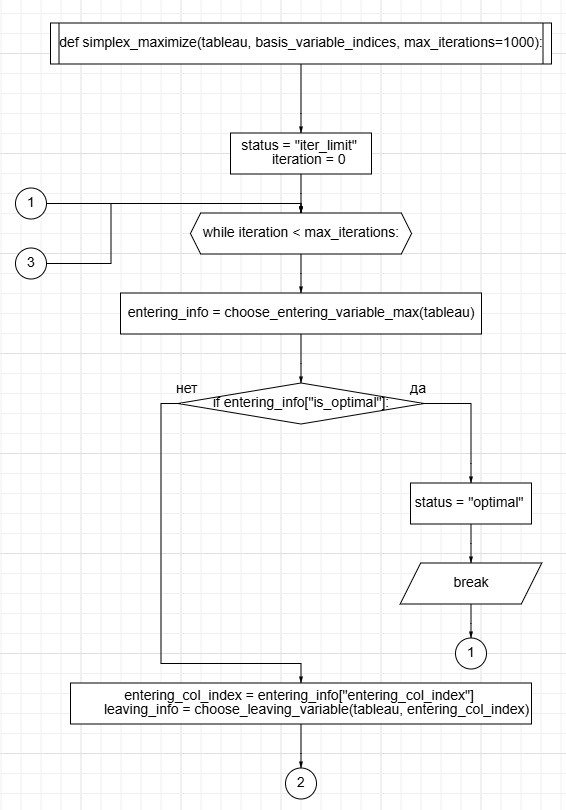 def simplex_maximize(tableau, basis_variable_indices, max_iterations=1000):
status = "iter_limit"
iteration = 0
1
while iteration < max_iterations:
3
entering_info = choose_entering_variable_max(tableau)
нет
да
if entering_info["is_optimal"]:
status = "optimal"
break
1
entering_col_index = entering_info["entering_col_index"]
leaving_info = choose_leaving_variable(tableau, entering_col_index)
2